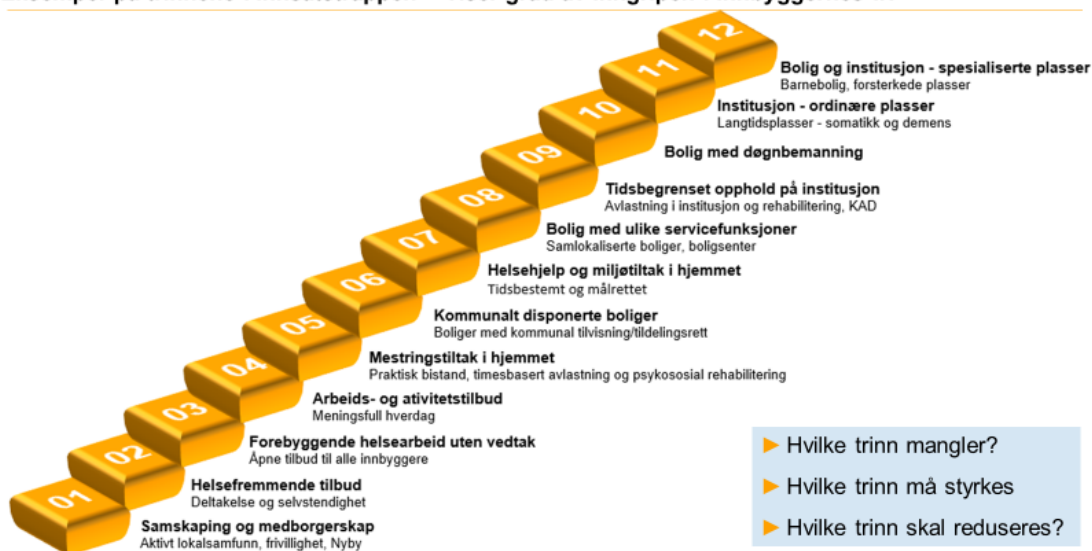 12
Bolig og institusjon - spesialiserte plasser
Barnebolig, forsterkede plasser
11
Institusjon - ordinære plasser
Langtidsplasser - somatikk og demens
10
Bolig med døgnbemanning
09
Tidsbegrenset opphold på institusjon
Avlastning i institusjon og rehabilitering, KAD
08
Bolig med ulike servicefunksjoner
Samlokaliserte boliger, boligsenter
07
Helsehjelp og miljøtiltak i hjemmet
Tidsbestemt og målrettet
06
Kommunalt disponerte boliger
Boliger med kommunal tilvisning/tildelingsrett
05
Mestringstiltak i hjemmet
Praktisk bistand, timesbasert avlastning og psykososial rehabilitering
04
Arbeids- og ativitetstilbud
Meningsfull hverdag
03
Forebyggende helsearbeid uten vedtak
Åpne tilbud til alle innbyggere
02
Helsefremmende tilbud
Deltakelse og selvstendighet
01
Samskaping og medborgerskap
Aktivt lokalsamfunn, frivillighet, Nyby
Hvilke trinn mangler?
Hvilke trinn må styrkes
Hvilke trinn skal reduseres?